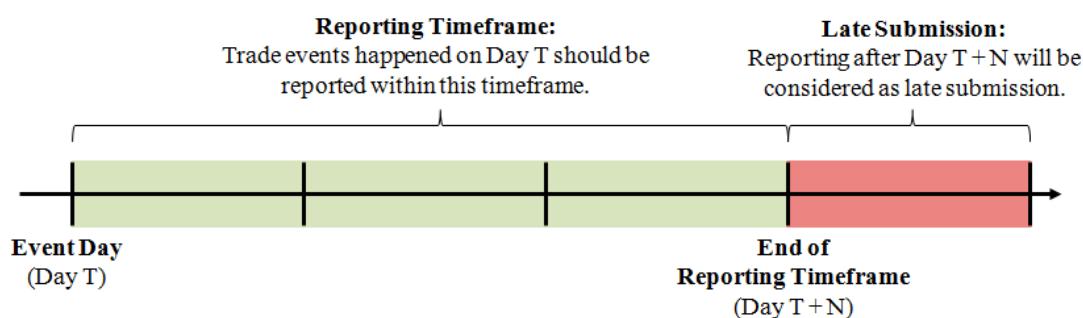 Reporting Timeframe:
Trade events happened on Day T should be
reported within this timeframe.
Late Submission:
Reporting after Day T + N will be
considered as late submission.
Event Day
(Day T)
End of
Reporting Timeframe
(Day T + N)